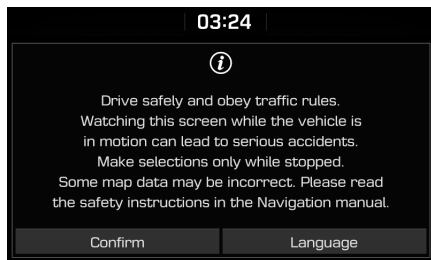 03:24
i
Drive safely and obey traffic rules.
Watching this screen while the vehicle is
in motion can lead to serious accidents.
Make selections only while stopped.
Some map data may be incorrect. Please read
the safety instructions in the Navigation manual.
Confirm
Language